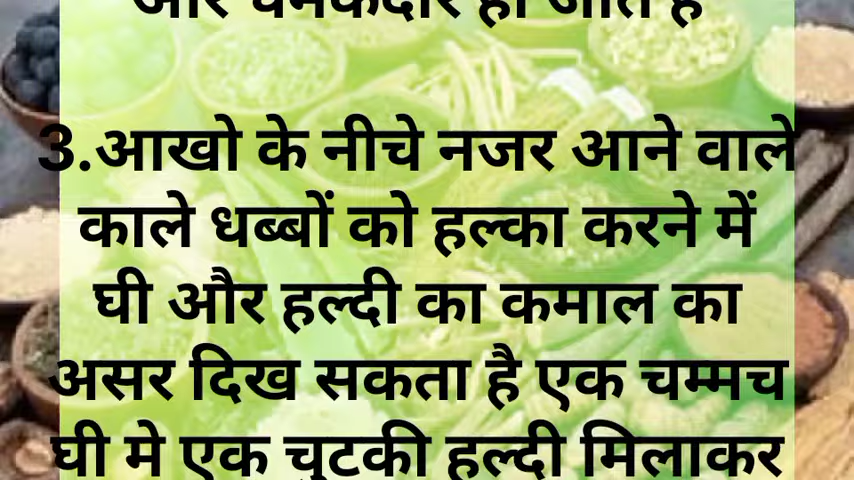 और चमकदार हो जाते है
3.आखो के नीचे नजर आने वाले
काले धब्बों को हल्का करने में
घी और हल्दी का कमाल का
असर दिख सकता है एक चम्मच
घी मे एक चुटकी हल्दी मिलाकर